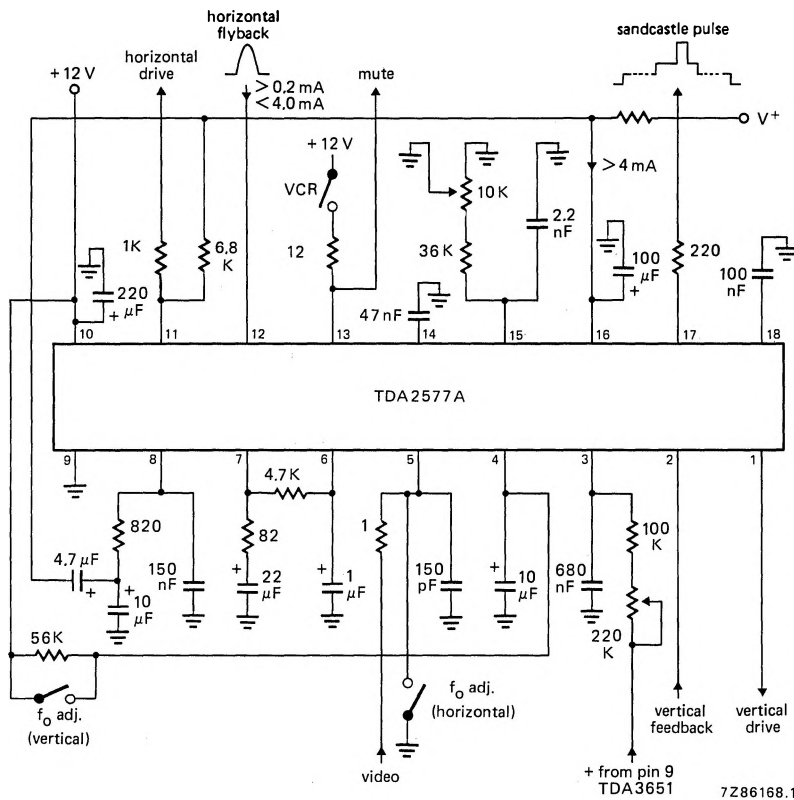 horizontal
flyback
horizontal
drive
+ 12 V
> 0,2 mA
< 4,0 mA
mute
sandcastle pulse
V+
+ 12 V
VCR
> 4 mA
10K
2.2
nF
1K
6,8
K
12
36K
220
100
μF
+
100
nF
220
μF
+
47 nF
10
11
12
13
14
15
16
17
18
TDA2577A
9
8
7
6
5
4
3
2
1
4.7 K
820
82
1
100
K
4.7 μF
+
+
10
μF
150
nF
+
22
μF
+
1
μF
150
pF
+
10
μF
680
nF
220
K
56K
fo adj.
(vertical)
fo adj.
(horizontal)
vertical
feedback
vertical
drive
video
+ from pin 9
TDA3651
7Z86168.1